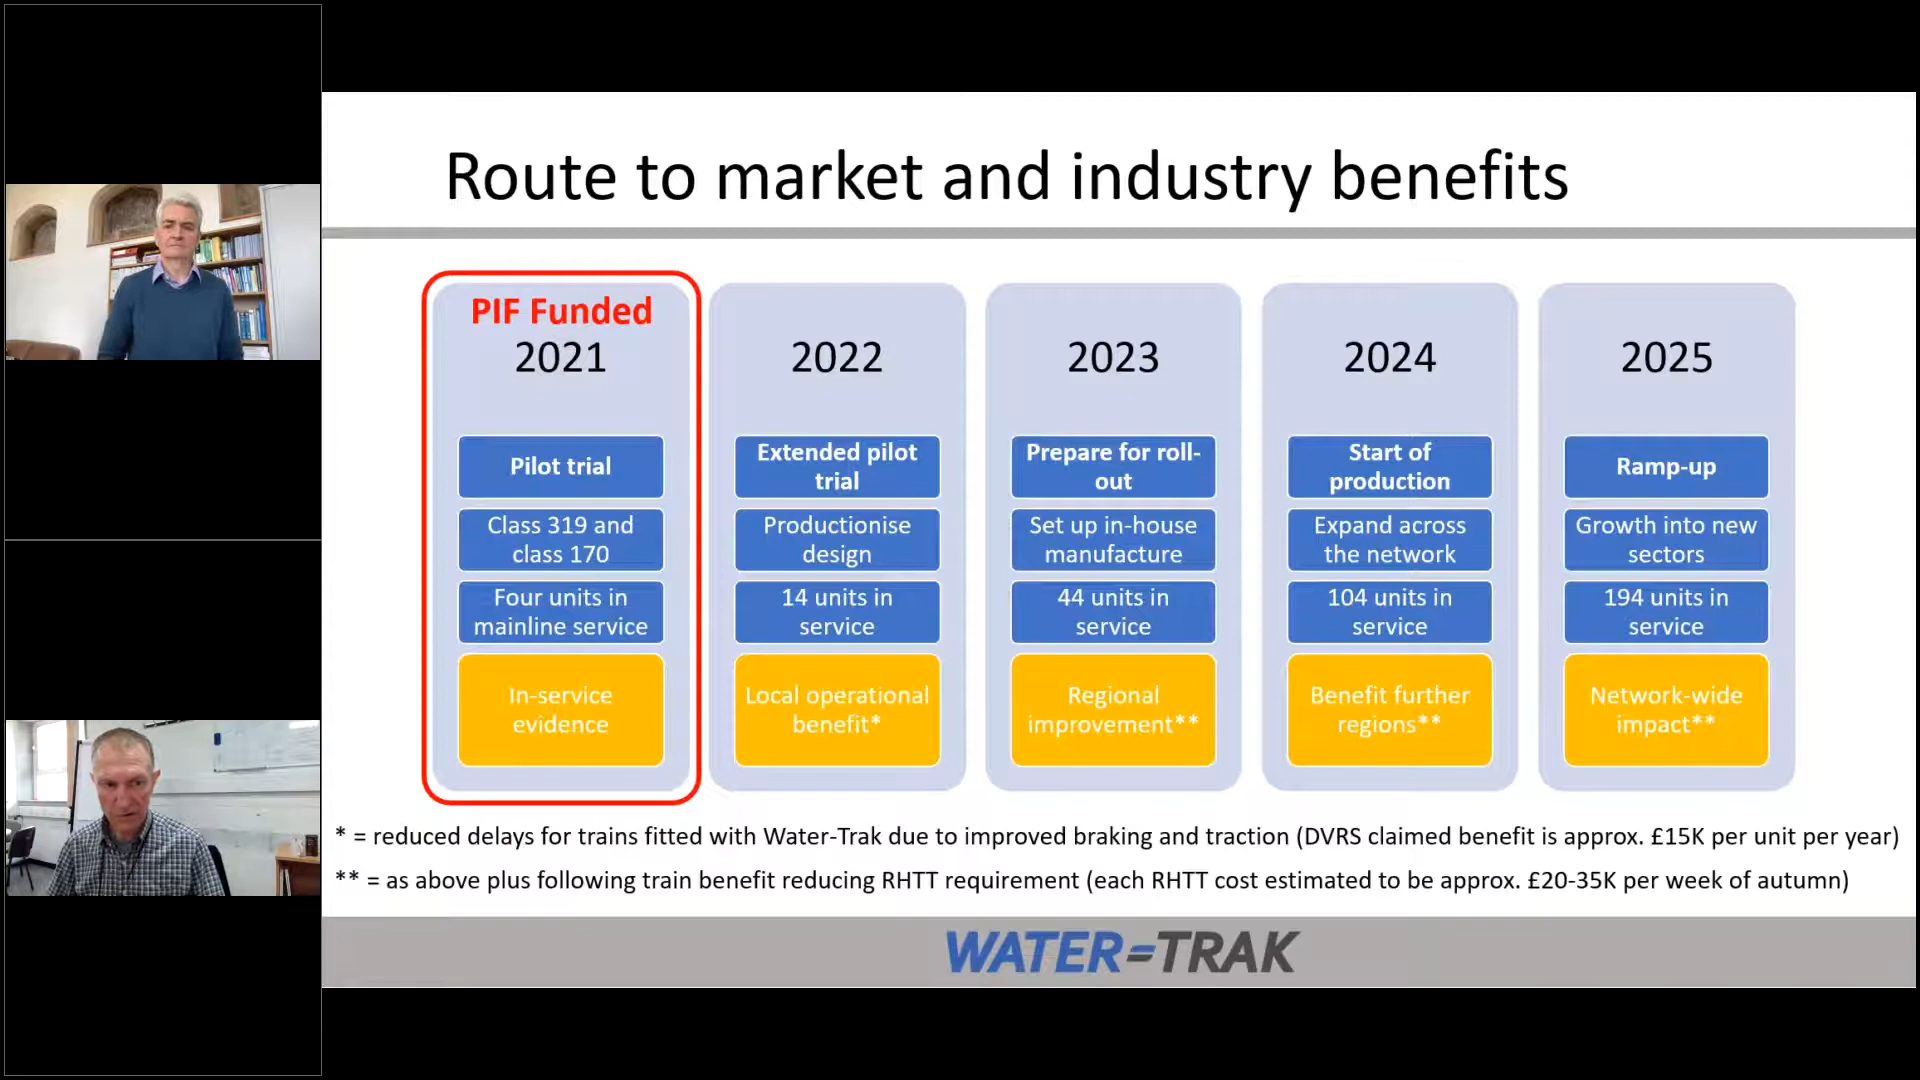 Route to market and industry benefits
PIF Funded
2021
Pilot trial
Class 319 and
class 170
Four units in
mainline service
In-service
evidence
2022
Extended pilot
trial
Productionise
design
14 units in
service
Local operational
benefit*
2023
Prepare for roll-
out
Set up in-house
manufacture
44 units in
service
Regional
improvement**
2024
Start of
production
Expand across
the network
104 units in
service
Benefit further
regions**
2025
Ramp-up
Growth into new
sectors
194 units in
service
Network-wide
impact**
* = reduced delays for trains fitted with Water-Trak due to improved braking and traction (DVRS claimed benefit is approx. £15K per unit per year)
** = as above plus following train benefit reducing RHTT requirement (each RHTT cost estimated to be approx. £20-35K per week of autumn)
WATER=TRAK